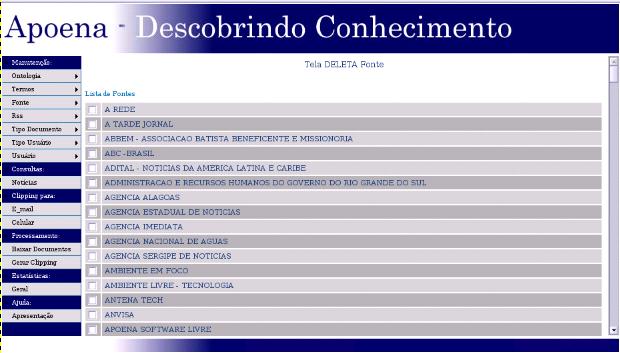 Apoena - Descobrindo Conhecimento
Manutenção:
Ontologia
Termos
Fonte
Rss
Tipo Documento
Tipo Usuário
Usuário
Consultas:
Notícias
Clipping para:
E_mail
Celular
Processamento:
Baixar Documentos
Gerar Clipping
Estatísticas:
Geral
Ajuda:
Apresentação
Tela DELETA Fonte
Lista de Fontes
A REDE
A TARDE JORNAL
ABBEM - ASSOCIACAO BATISTA BENEFICENTE E MISSIONORIA
ABC -BRASIL
ADITAL - NOTICIAS DA AMERICA LATINA E CARIBE
ADMINISTRACAO E RECURSOS HUMANOS DO GOVERNO DO RIO GRANDE DO SUL
AGENCIA ALAGOAS
AGENCIA ESTADUAL DE NOTICIAS
AGENCIA IMEDIATA
AGENCIA NACIONAL DE AGUAS
AGENCIA SERGIPE DE NOTICIAS
AMBIENTE EM FOCO
AMBIENTE LIVRE - TECNOLOGIA
ANTENA TECH
ANVISA
APOENA SOFTWARE LIVRE